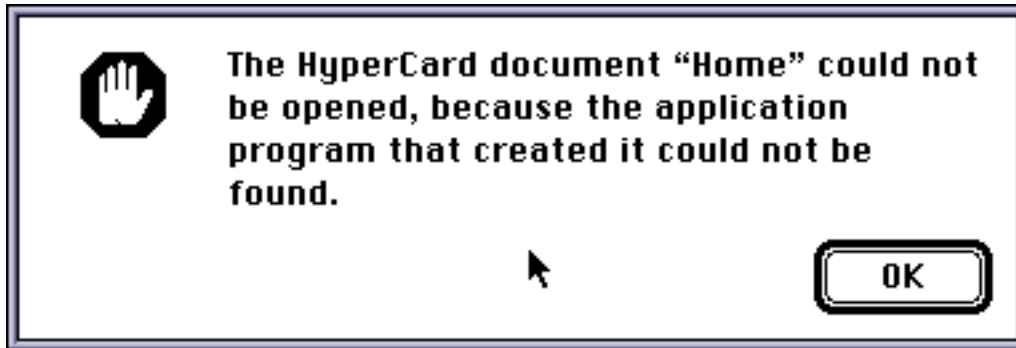 The HyperCard document “Home” could not
be opened, because the application
program that created it could not be
found.
OK